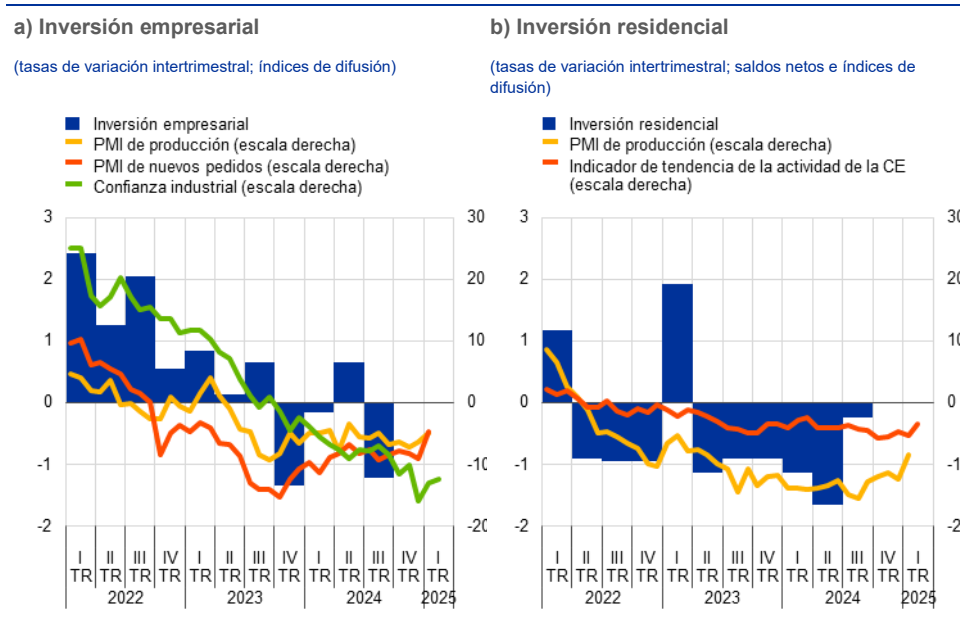 a) Inversión empresarial
(tasas de variación intertrimestral; índices de difusión)
Inversión empresarial
PMI de producción (escala derecha)
PMI de nuevos pedidos (escala derecha)
Confianza industrial (escala derecha)
3 30
2 20
1 10
0 0
-1 -10
-2 -20
I II III IV I II III IV I II III IV I
TR TR TR TR TR TR TR TR TR TR TR TR TR
2022 2023 2024 2025
b) Inversión residencial
(tasas de variación intertrimestral; saldos netos e índices de
difusión)
Inversión residencial
PMI de producción (escala derecha)
Indicador de tendencia de la actividad de la CE
(escala derecha)
3 30
2 20
1 10
0 0
-1 -10
-2 -2
I II III IV I II III IV I II III IV I
TR TR TR TR TR TR TR TR TR TR TR TR TR
2022 2023 2024 2025